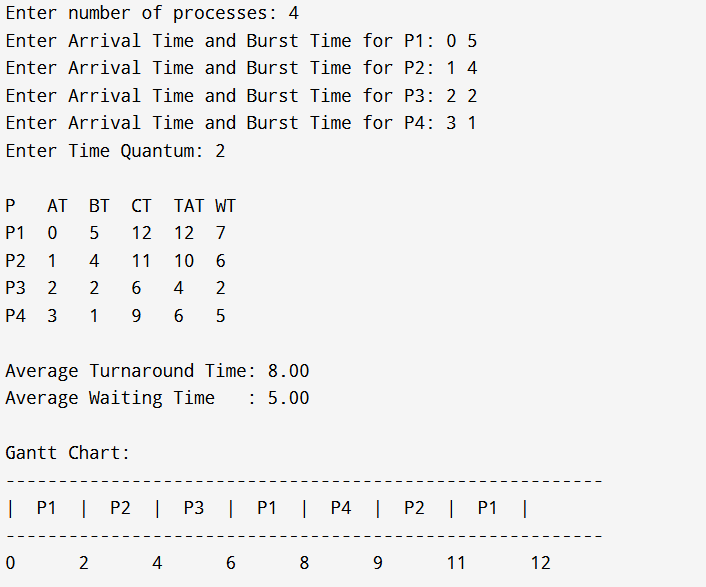 Enter number of processes: 4
Enter Arrival Time and Burst Time for P1: 0 5
Enter Arrival Time and Burst Time for P2: 1 4
Enter Arrival Time and Burst Time for P3: 2 2
Enter Arrival Time and Burst Time for P4: 3 1
Enter Time Quantum: 2

P   AT  BT  CT  TAT WT
P1  0   5   12  12  7
P2  1   4   11  10  6
P3  2   2   6   4   2
P4  3   1   9   6   5

Average Turnaround Time: 8.00
Average Waiting Time   : 5.00

Gantt Chart:
---------------------------------------------------------
|  P1  |  P2  |  P3  |  P1  |  P4  |  P2  |  P1  |
---------------------------------------------------------
0      2      4      6      8      9      11      12